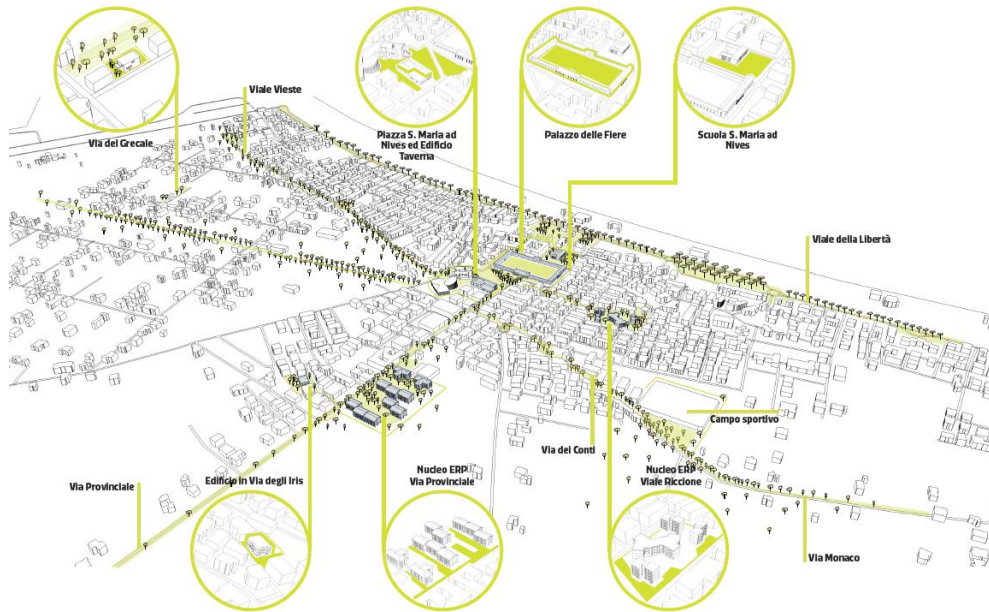 Viale Vieste
Via del Grecale
Piazza S. Maria ad
Nives ed Edificio
Taverna
Palazzo delle Fiere
Scuola S. Maria ad
Nives
Viale della Libertà
Campo sportivo
Via dei Conti
Nucleo ERP
Viale Riccione
Nucleo ERP
Via Provinciale
Edificio in Via degli Iris
Via Provinciale
Via Monaco